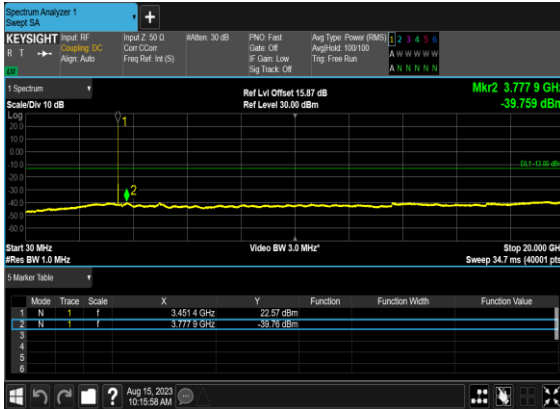 Spectrum Analyzer 1
Swept SA
KEYSIGHT
R T
LXI
Input: RF
Coupling: DC
Align: Auto
Input Z: 50 Ω
Corr CCorr
Freq Ref: Int (S)
#Atten: 30 dB
PNO: Fast
Gate: Off
IF Gain: Low
Sig Track: Off
Avg Type: Power (RMS)
Avg|Hold: 100/100
Trig: Free Run
1 2 3 4 5 6
A W W W W W
A N N N N N
1 Spectrum
Scale/Div 10 dB
Ref Lvl Offset 15.87 dB
Ref Level 30.00 dBm
Mkr2 3.777 9 GHz
-39.759 dBm
Log
20.0
10.0
0.00
-10.0
-20.0
-30.0
-40.0
-50.0
-60.0
1
2
DL1 -13.00 dBm
Start 30 MHz
#Res BW 1.0 MHz
Video BW 3.0 MHz*
Stop 20.000 GHz
Sweep 34.7 ms (40001 pts)
5 Marker Table
Mode Trace Scale X Y Function Function Width Function Value
1 N 1 f 3.451 4 GHz 22.57 dBm
2 N 1 f 3.777 9 GHz -39.76 dBm
3
4
5
6
Aug 15, 2023
10:15:58 AM